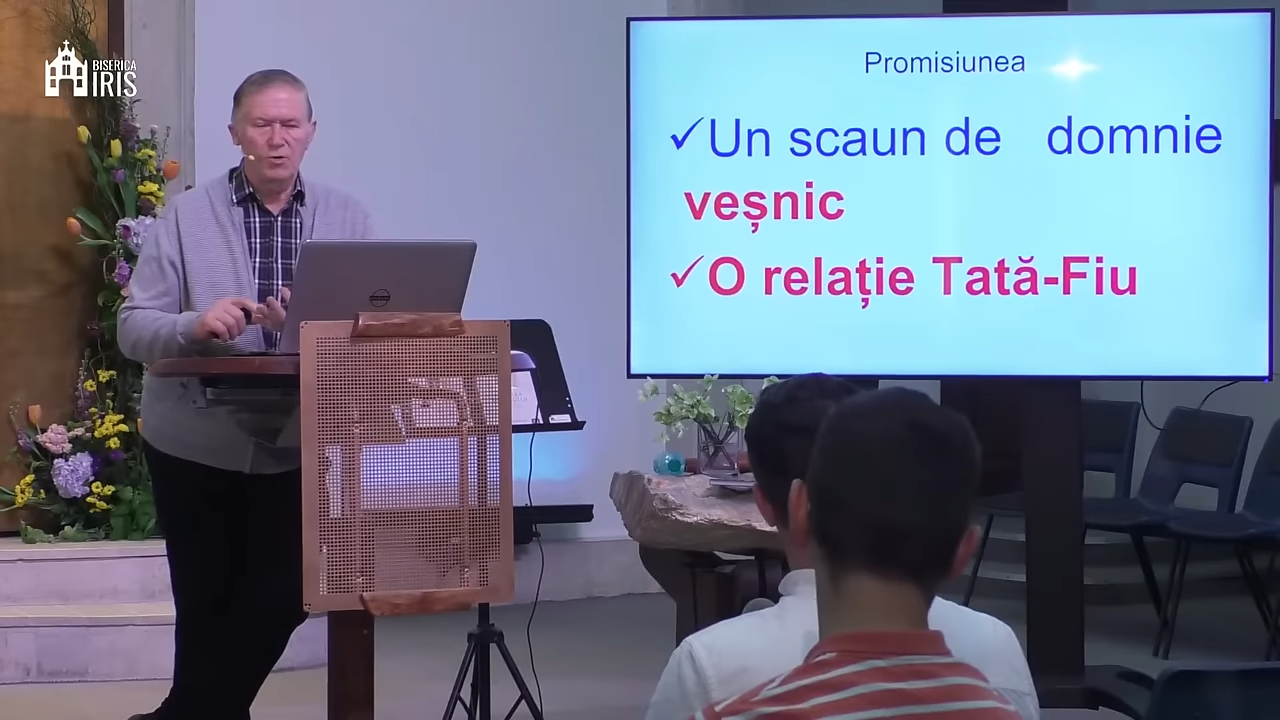 BISERICA
IRIS
Promisiunea
✓Un scaun de domnie
veșnic
✓O relație Tată-Fiu